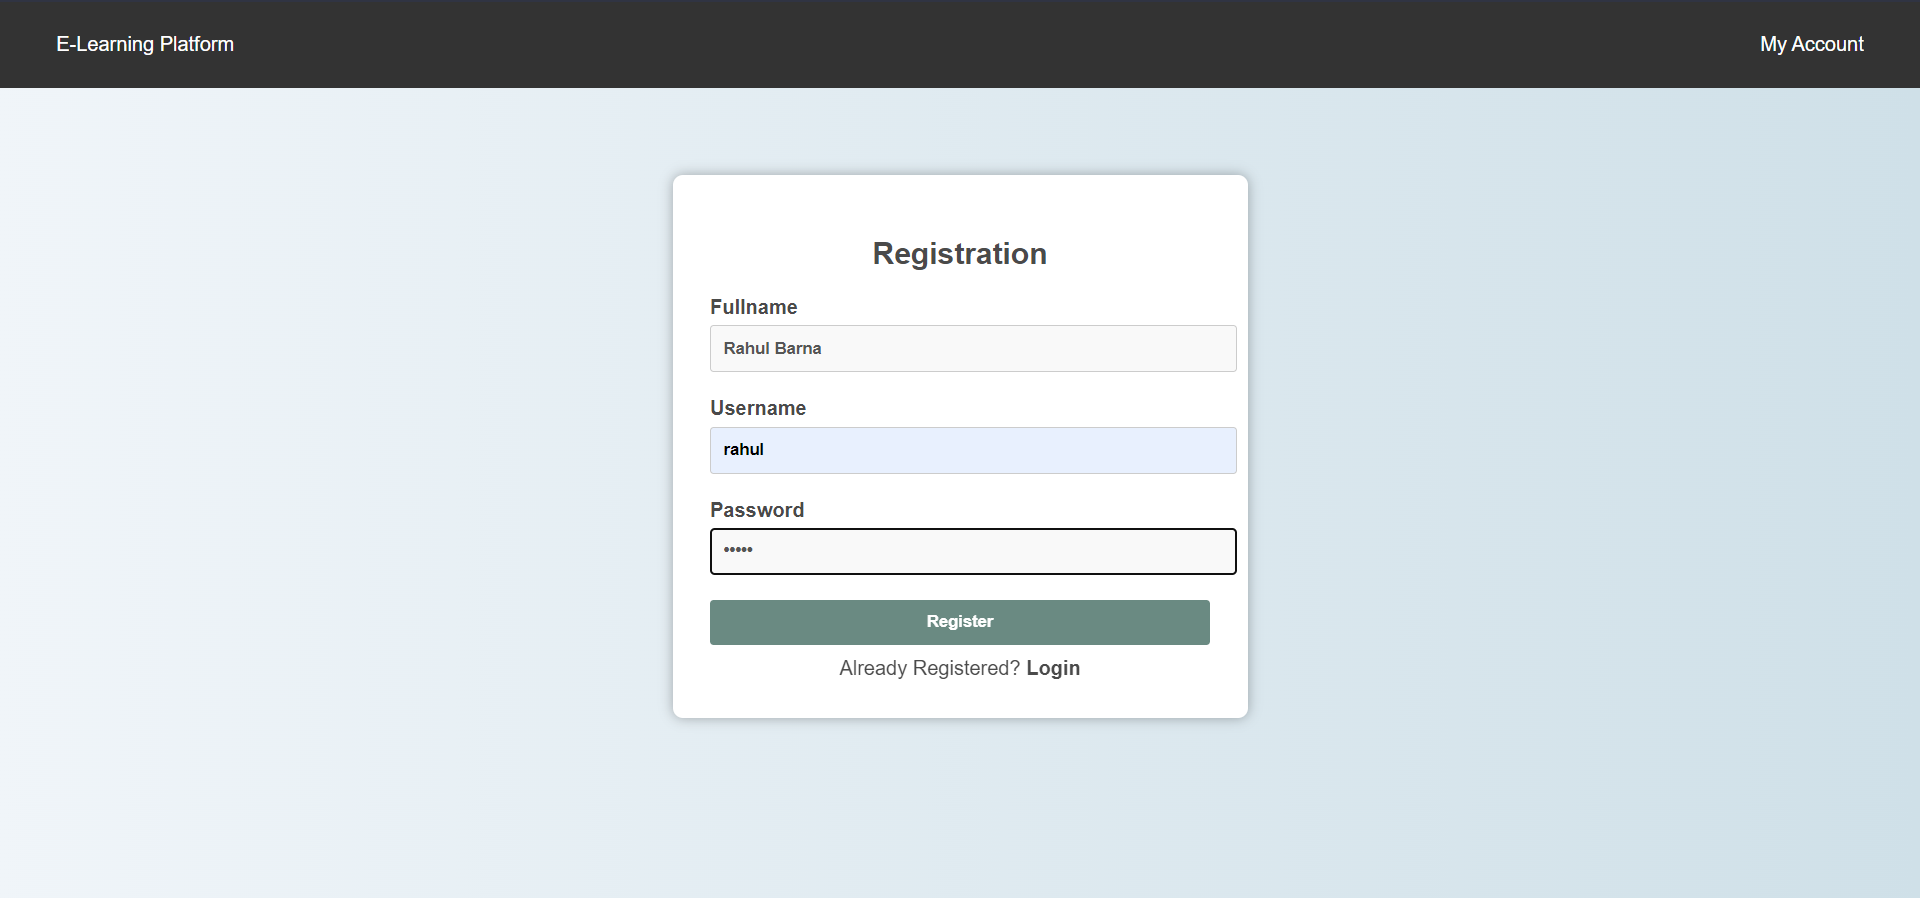 E-Learning Platform
My Account
Registration
Fullname
Rahul Barna
Username
rahul
Password
•••••
Register
Already Registered? Login